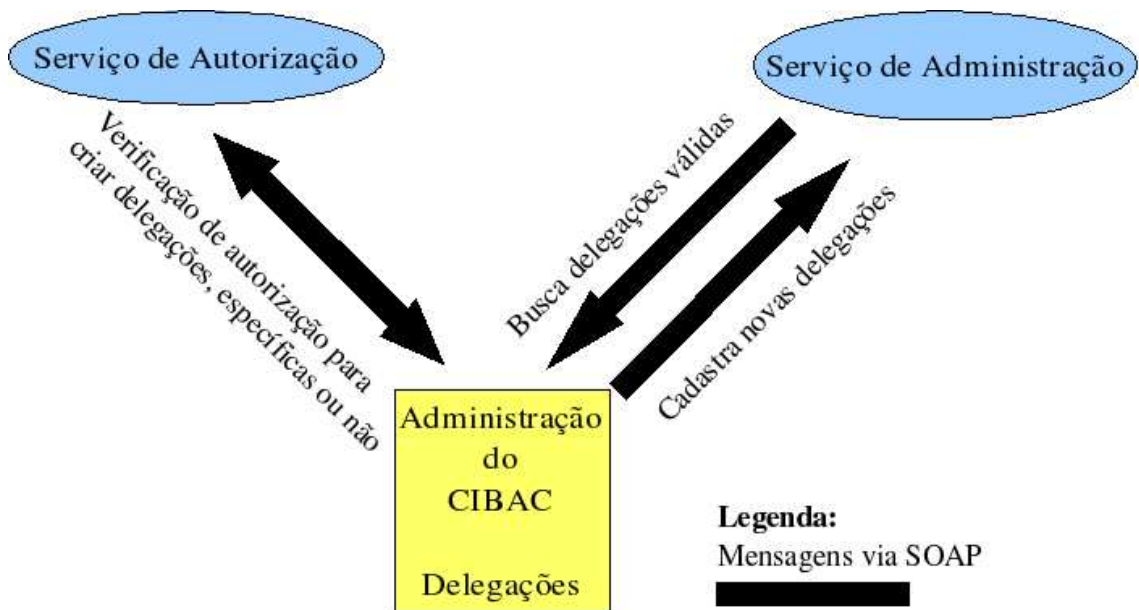 Serviço de Autorização
Serviço de Administração
Verificação de autorização para
criar delegações, específicas ou não
Busca delegações válidas
Cadastra novas delegações
Administração
do
CIBAC
Delegações
Legenda:
Mensagens via SOAP